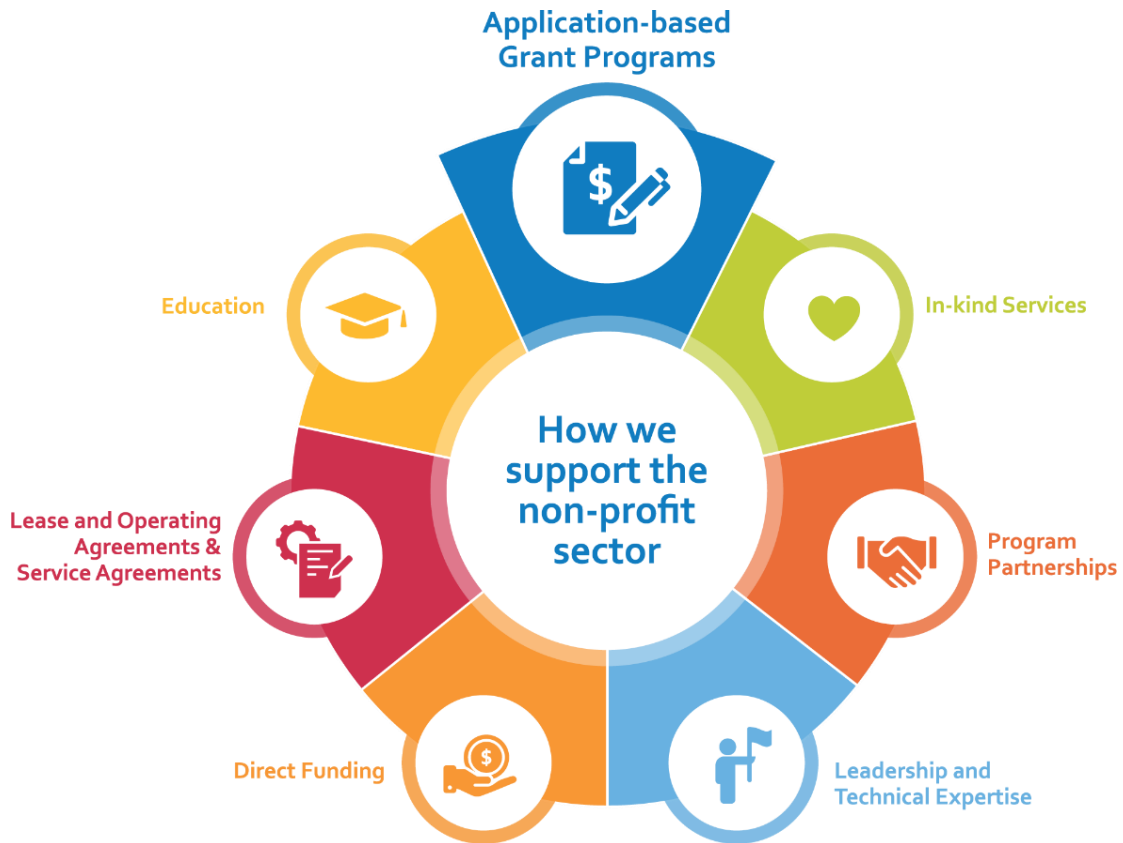 Application-based
Grant Programs
$
In-kind Services
Program
Partnerships
Leadership and
Technical Expertise
$
Direct Funding
Lease and Operating
Agreements &
Service Agreements
Education
How we
support the
non-profit
sector